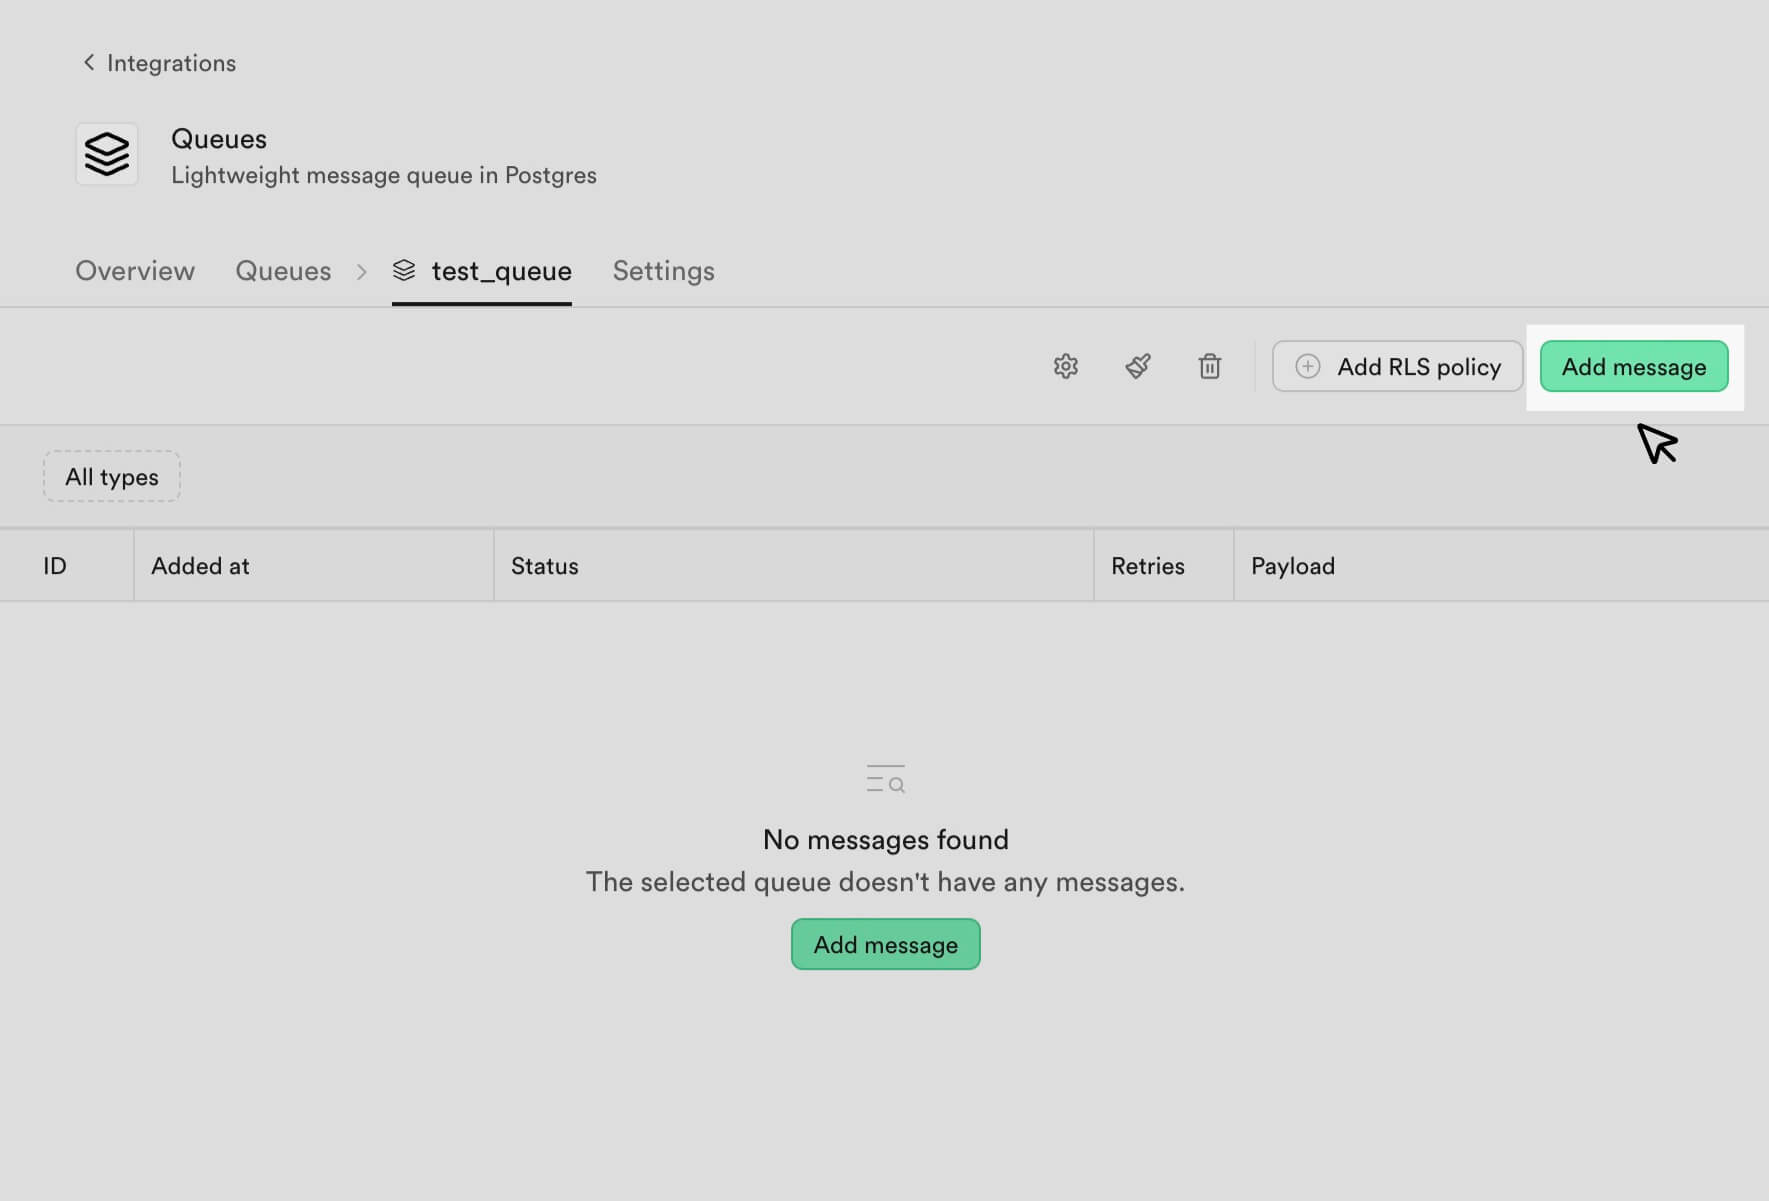 Integrations
Queues
Lightweight message queue in Postgres
Overview Queues test_queue Settings
Add RLS policy Add message
All types
ID Added at Status Retries Payload
No messages found
The selected queue doesn't have any messages.
Add message